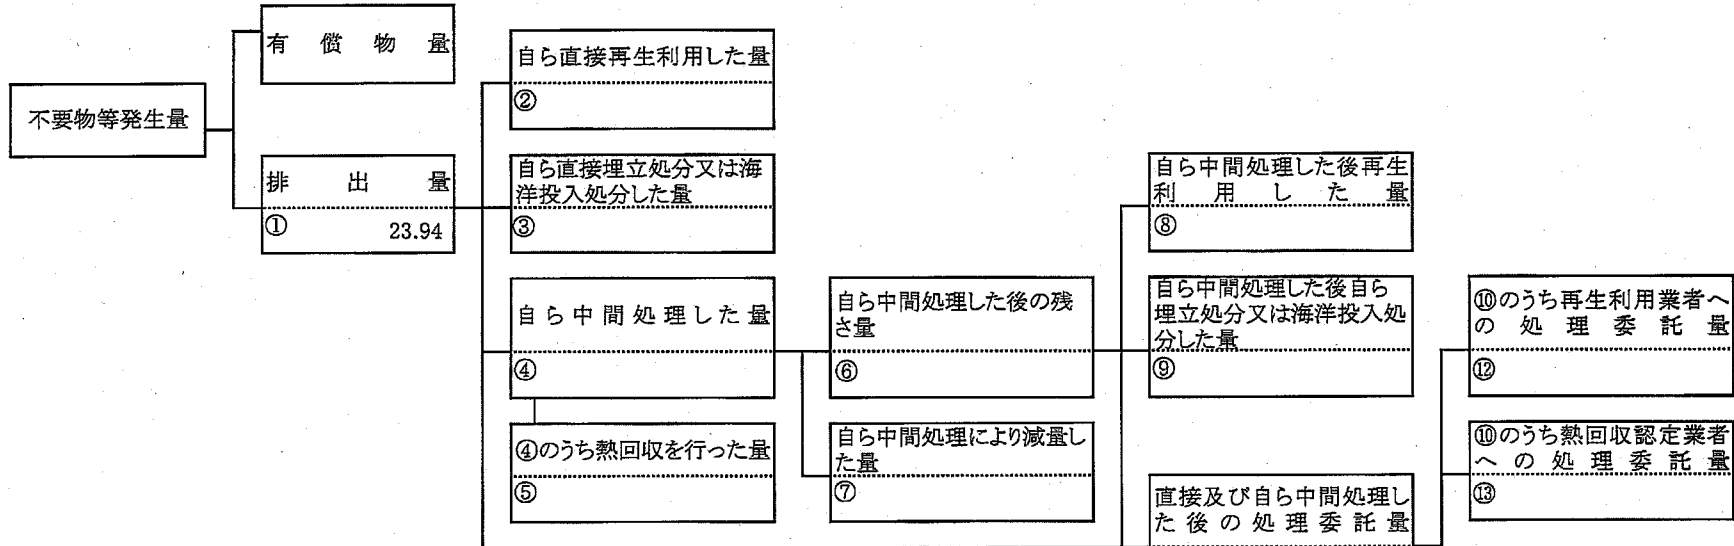 有償物量
不要物等発生量
排出量
① 23.94
自ら直接再生利用した量
②
自ら直接埋立処分又は海
洋投入処分した量
③
自ら中間処理した量
④
④のうち熱回収を行った量
⑤
自ら中間処理した後の残
さ量
⑥
自ら中間処理により減量し
た量
⑦
自ら中間処理した後再生
利用した量
⑧
自ら中間処理した後自ら
埋立処分又は海洋投入処
分した量
⑨
直接及び自ら中間処理し
た後の処理委託量
⑩のうち再生利用業者へ
の処理委託量
⑫
⑩のうち熱回収認定業者
への処理委託量
⑬